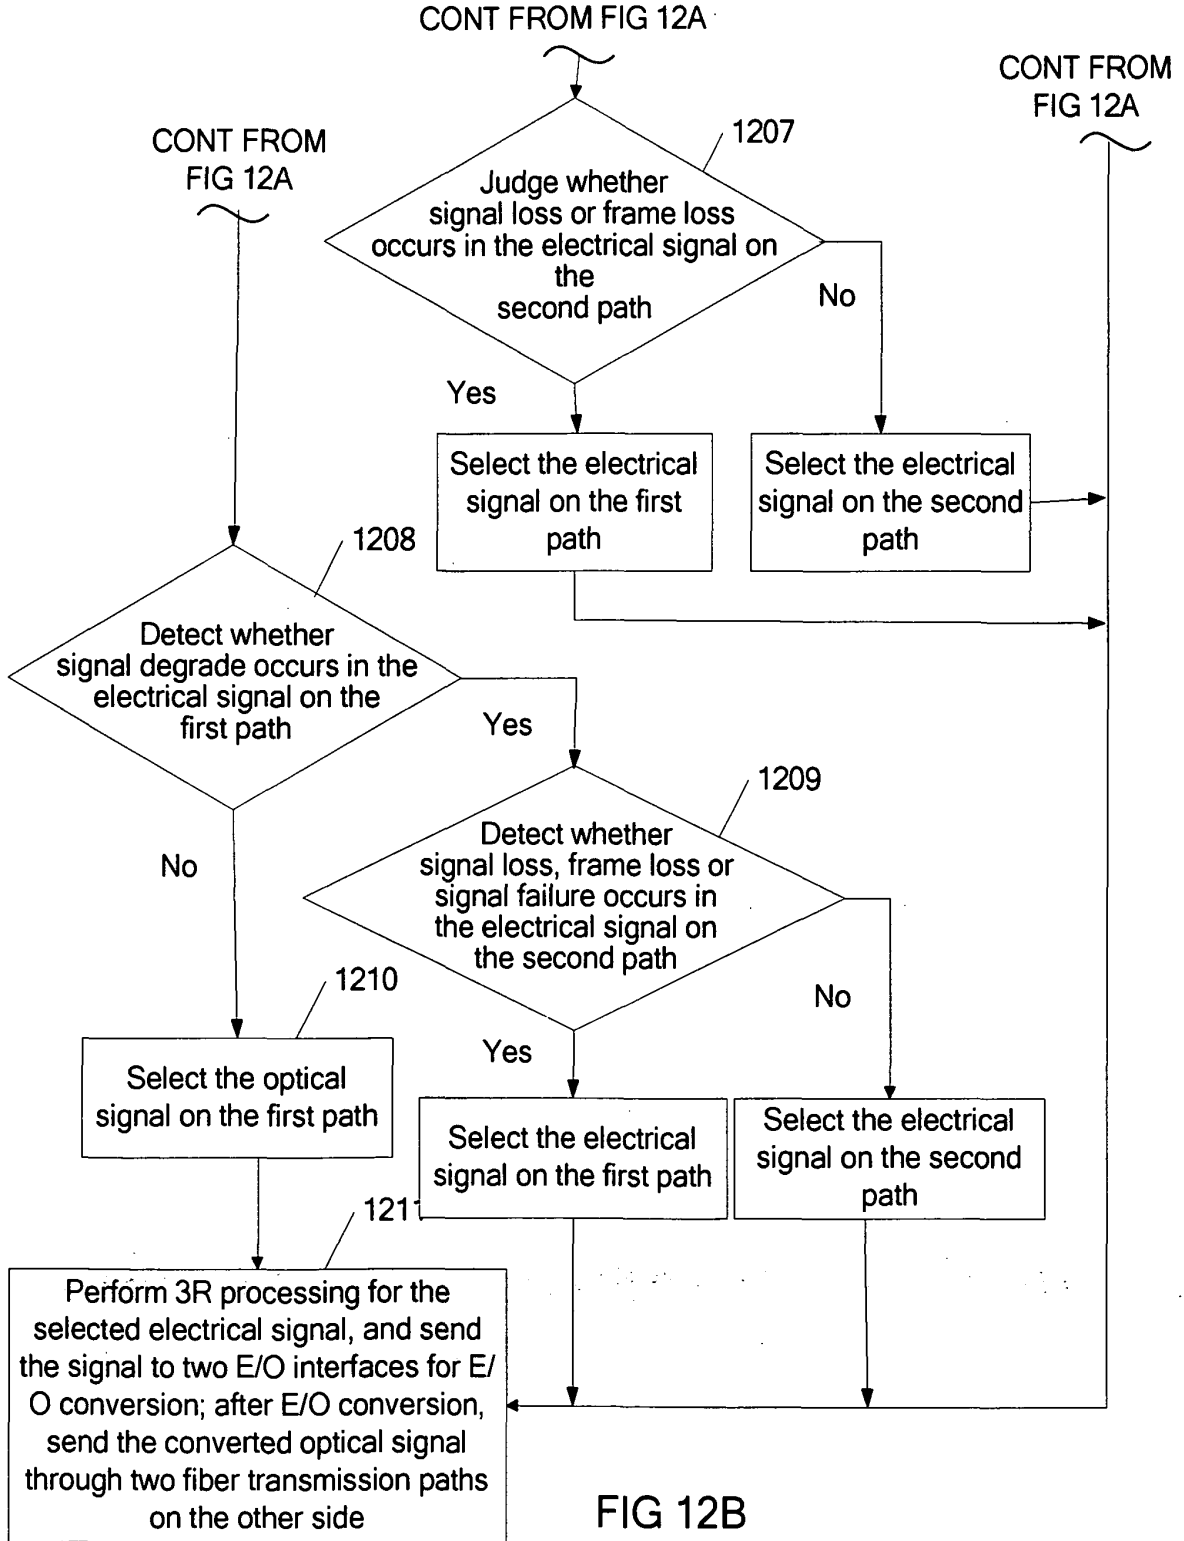 CONT FROM FIG 12A
CONT FROM
FIG 12A
CONT FROM
FIG 12A
1207
Judge whether
signal loss or frame loss
occurs in the electrical signal on
the
second path
No
Yes
Select the electrical
signal on the first
path
Select the electrical
signal on the second
path
1208
Detect whether
signal degrade occurs in the
electrical signal on the
first path
Yes
No
1209
Detect whether
signal loss, frame loss or
signal failure occurs in
the electrical signal on
the second path
No
Yes
1210
Select the optical
signal on the first path
Select the electrical
signal on the first path
Select the electrical
signal on the second
path
1211
Perform 3R processing for the
selected electrical signal, and send
the signal to two E/O interfaces for E/
O conversion; after E/O conversion,
send the converted optical signal
through two fiber transmission paths
on the other side
FIG 12B